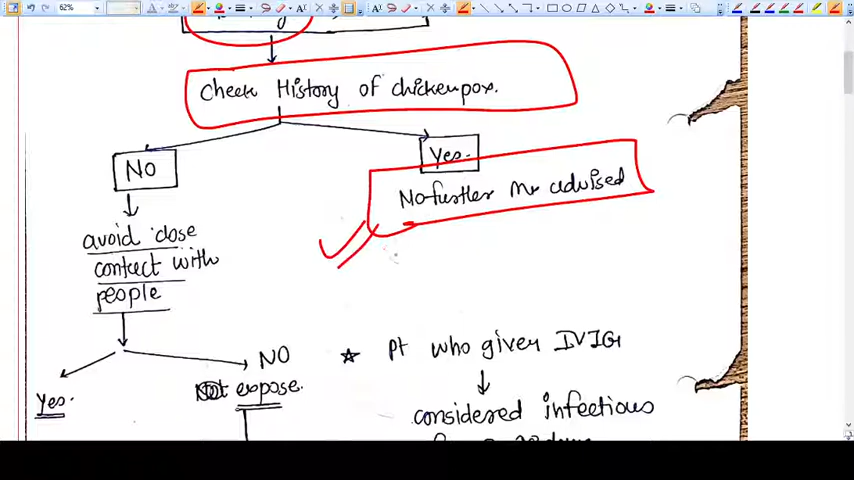 62%
Check History of chickenpox.
NO
Yes.
No further Mx advised
avoid close
contact with
people
NO
Not expose.
Yes.
★ Pt who given IVIG
considered infectious